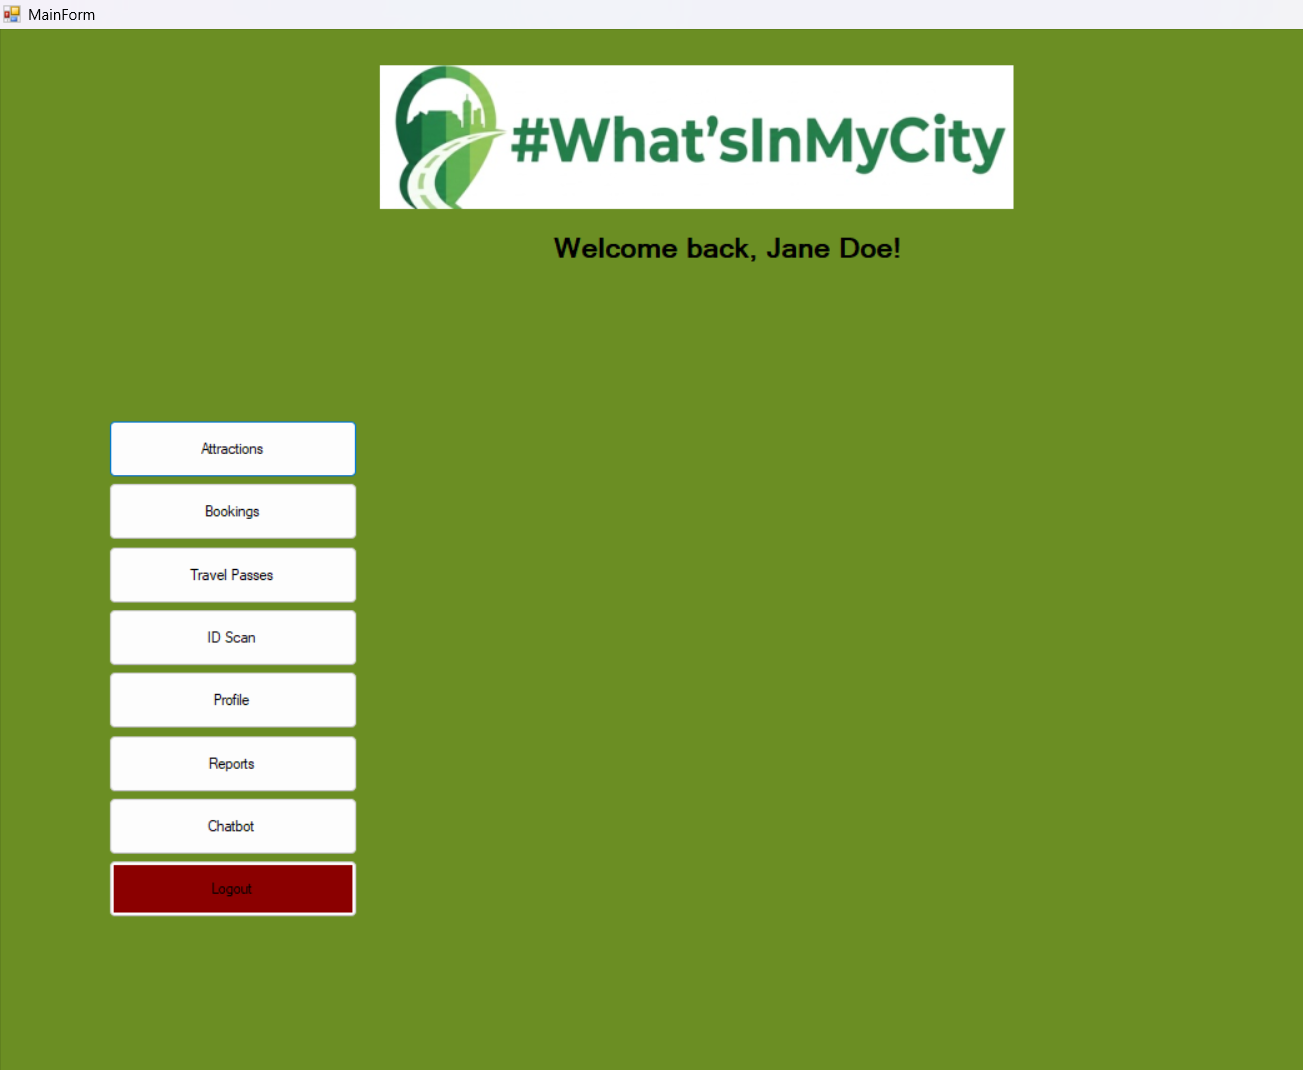 MainForm
#What’sInMyCity
Welcome back, Jane Doe!
Attractions
Bookings
Travel Passes
ID Scan
Profile
Reports
Chatbot
Logout